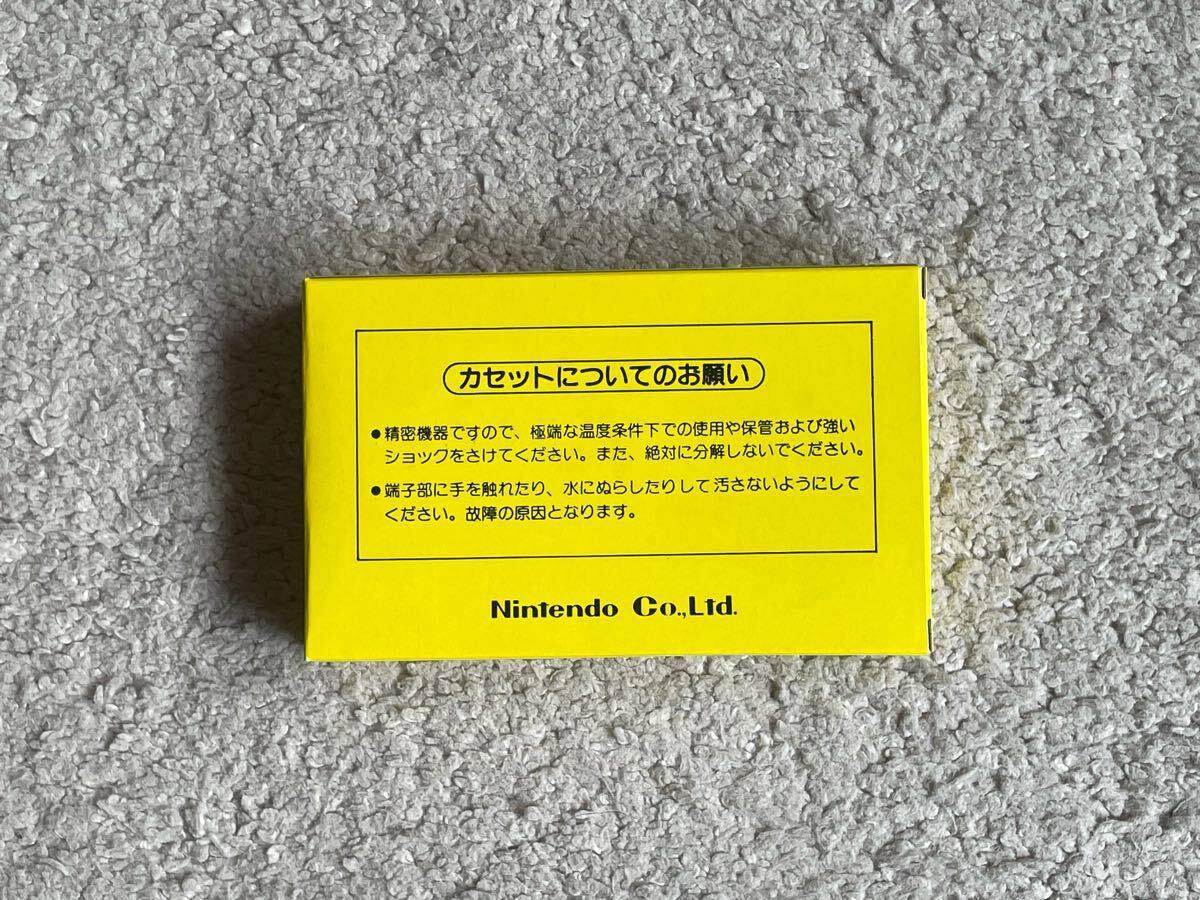 カセットについてのお願い
●精密機器ですので、極端な温度条件下での使用や保管および強い
ショックをさけてください。また、絶対に分解しないでください。
●端子部に手を触れたり、水にぬらしたりして汚さないようにして
ください。故障の原因となります。
Nintendo Co.,Ltd.